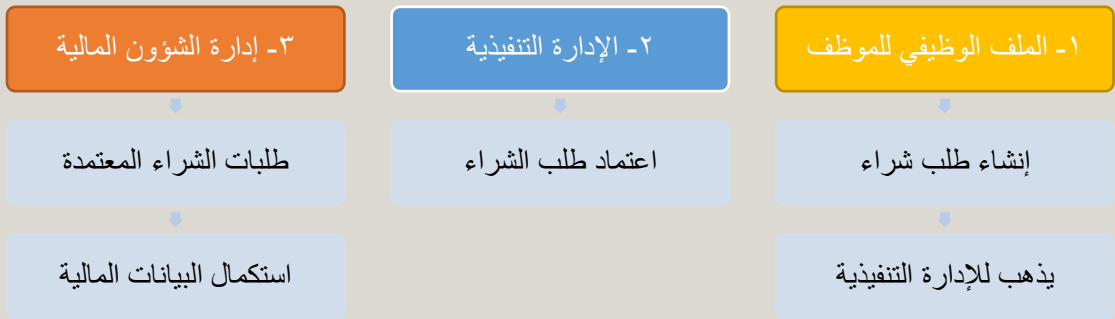 ١- الملف الوظيفي للموظف
إنشاء طلب شراء
يذهب للإدارة التنفيذية
٢- الإدارة التنفيذية
اعتماد طلب الشراء
٣- إدارة الشؤون المالية
طلبات الشراء المعتمدة
استكمال البيانات المالية